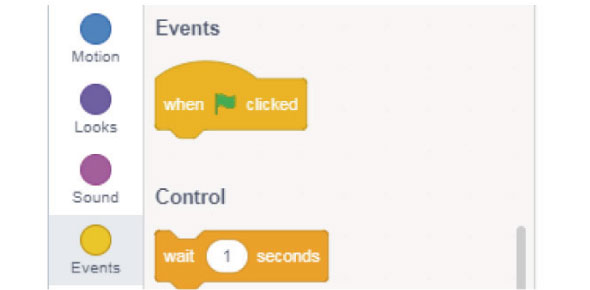 Motion
Looks
Sound
Events
Events
when clicked
Control
wait 1 seconds